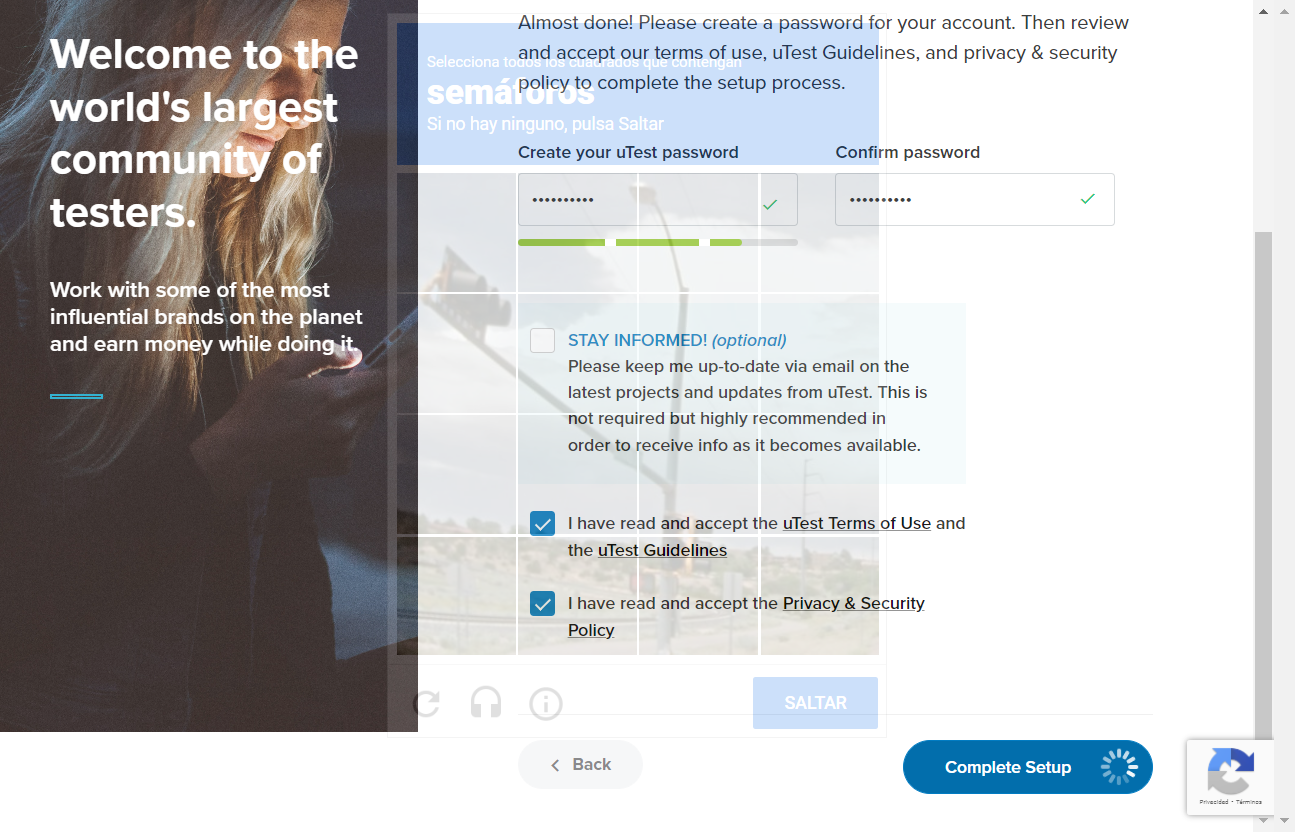 Welcome to the
world's largest
community of
testers.
Work with some of the most
influential brands on the planet
and earn money while doing it.
Almost done! Please create a password for your account. Then review
and accept our terms of use, uTest Guidelines, and privacy & security
policy to complete the setup process.
Selecciona todos los cuadrados que contengan
semáforos
Si no hay ninguno, pulsa Saltar
Create your uTest password
Confirm password
••••••••••
••••••••••
STAY INFORMED! (optional)
Please keep me up-to-date via email on the
latest projects and updates from uTest. This is
not required but highly recommended in
order to receive info as it becomes available.
I have read and accept the uTest Terms of Use and
the uTest Guidelines
I have read and accept the Privacy & Security
Policy
SALTAR
Back
Complete Setup
Privacidad - Términos